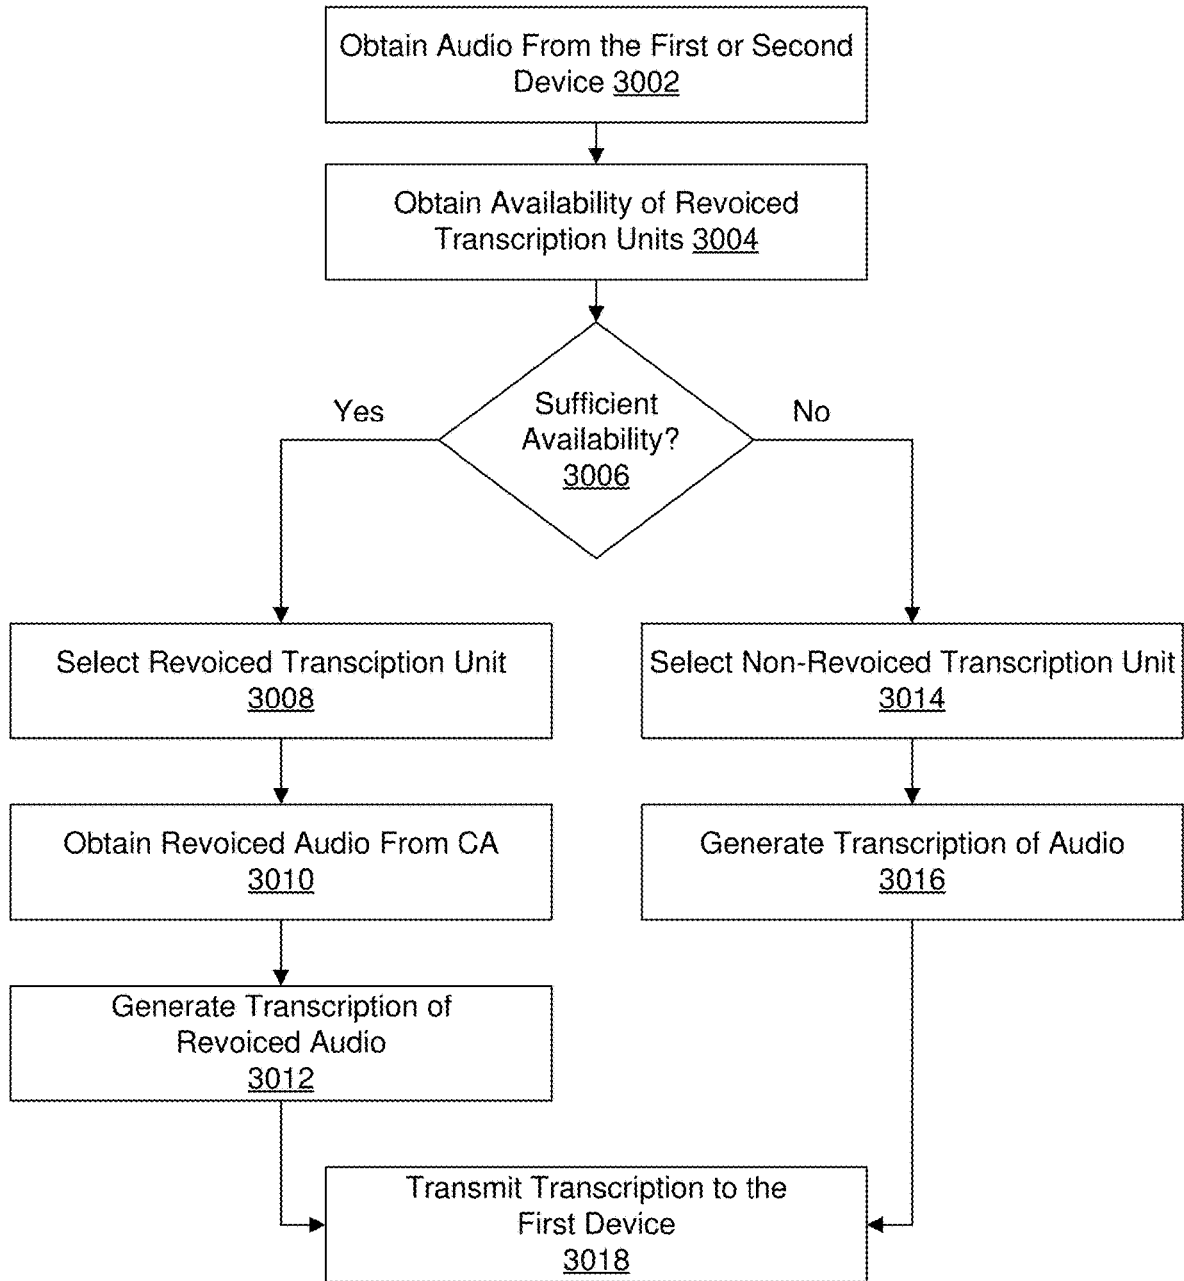 Obtain Audio From the First or Second
Device 3002
Obtain Availability of Revoiced
Transcription Units 3004
Sufficient
Availability?
3006
Yes
No
Select Revoiced Transciption Unit
3008
Select Non-Revoiced Transcription Unit
3014
Obtain Revoiced Audio From CA
3010
Generate Transcription of Audio
3016
Generate Transcription of
Revoiced Audio
3012
Transmit Transcription to the
First Device
3018